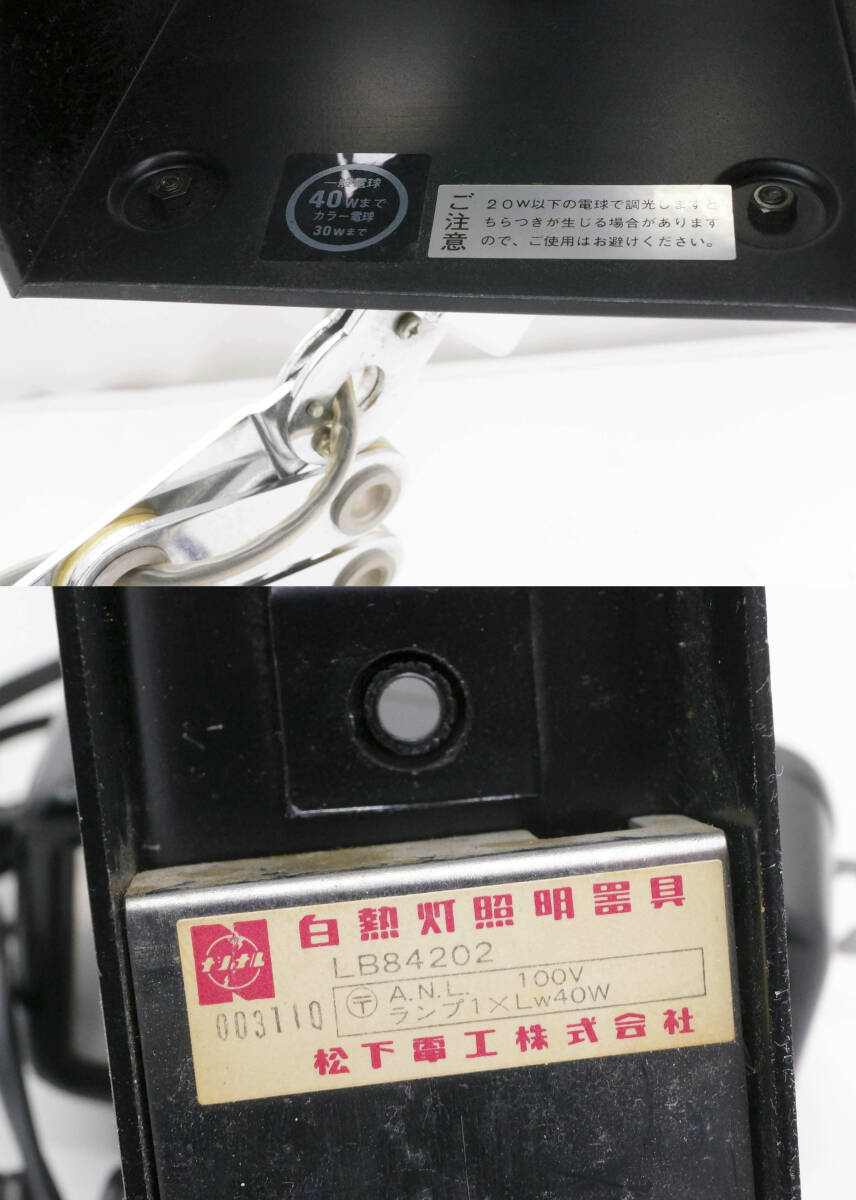 一般電球
40Wまで
カラー電球
30Wまで
ご注意
20W以下の電球で調光しますと
ちらつきが生じる場合があります
ので、ご使用はお避けください。
白熱灯照明器具
ナショナル
LB84202
〒 A.N.L. 100V
ランプ1×Lw40W
003110
松下電工株式会社